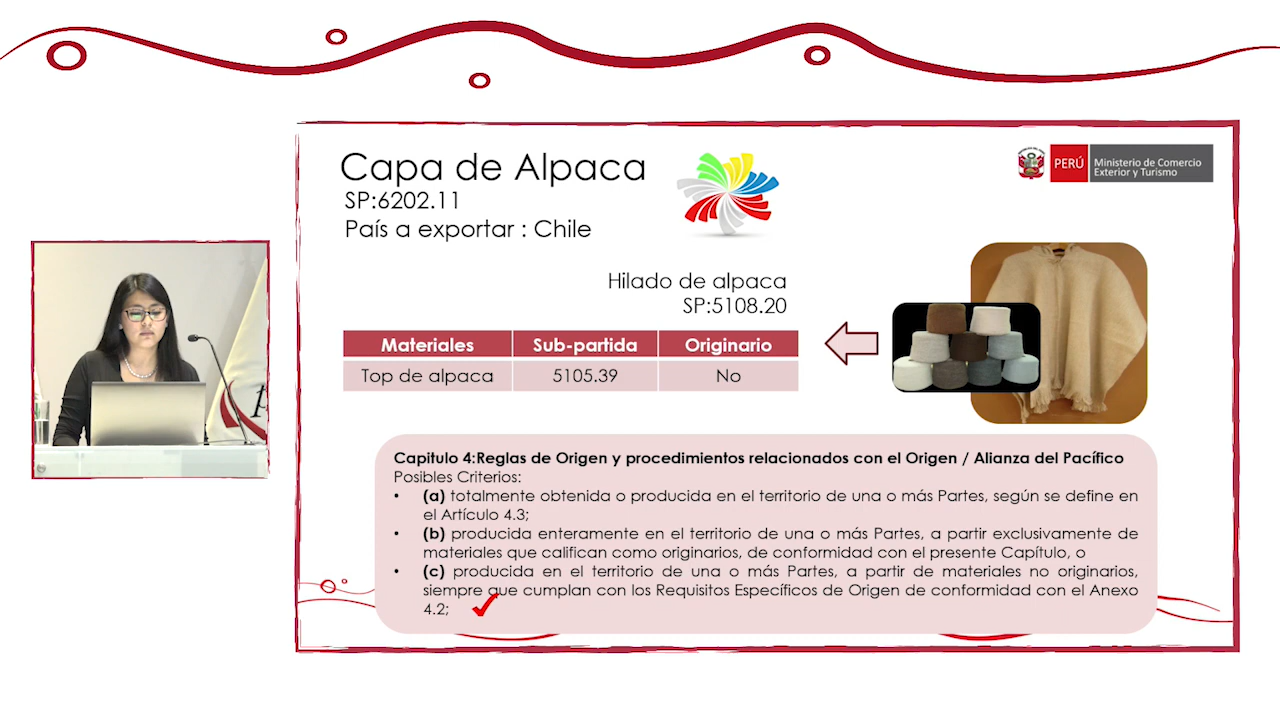 Capa de Alpaca
SP:6202.11
País a exportar : Chile
PERÚ
Ministerio de Comercio
Exterior y Turismo
Hilado de alpaca
SP:5108.20
Materiales Sub-partida Originario
Top de alpaca 5105.39 No
Capitulo 4:Reglas de Origen y procedimientos relacionados con el Origen / Alianza del Pacífico
Posibles Criterios:
• (a) totalmente obtenida o producida en el territorio de una o más Partes, según se define en
el Artículo 4.3;
• (b) producida enteramente en el territorio de una o más Partes, a partir exclusivamente de
materiales que califican como originarios, de conformidad con el presente Capítulo, o
• (c) producida en el territorio de una o más Partes, a partir de materiales no originarios,
siempre que cumplan con los Requisitos Específicos de Origen de conformidad con el Anexo
4.2;